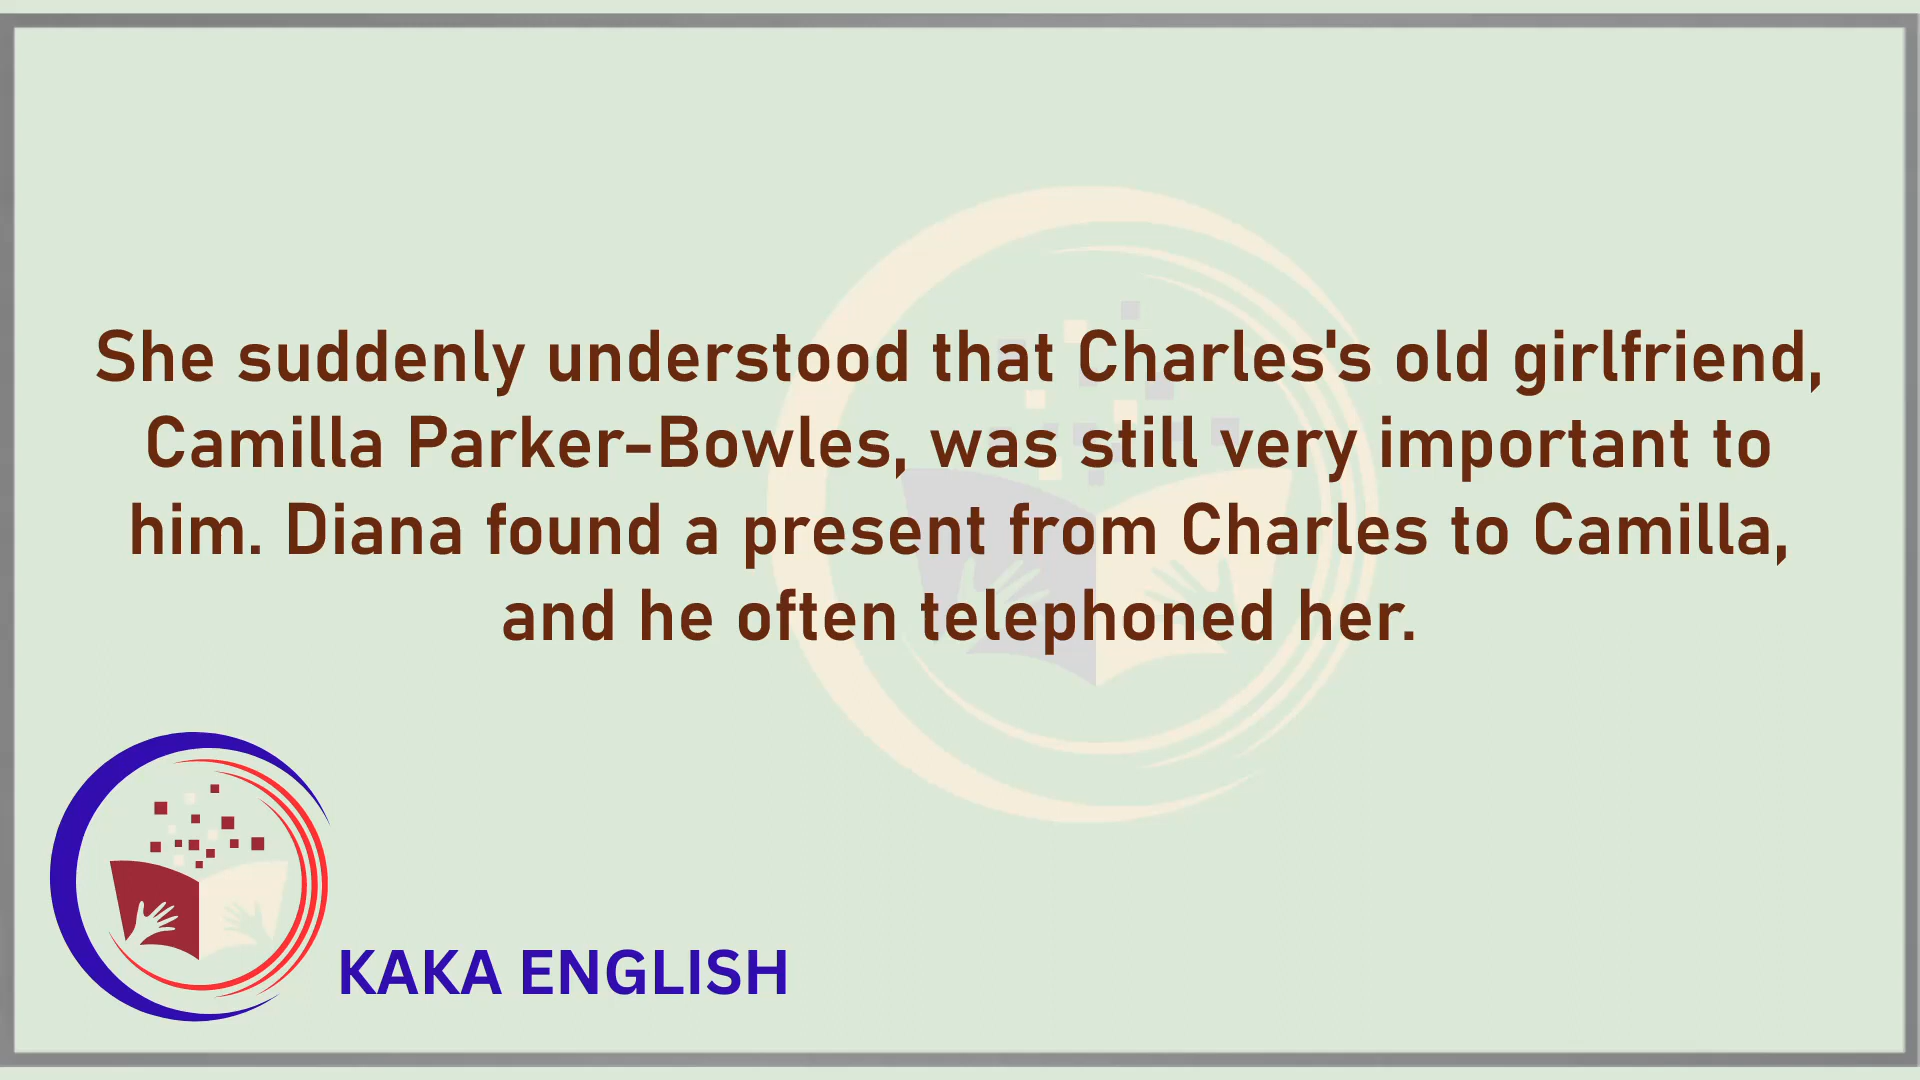 She suddenly understood that Charles's old girlfriend,
Camilla Parker-Bowles, was still very important to
him. Diana found a present from Charles to Camilla,
and he often telephoned her.
KAKA ENGLISH